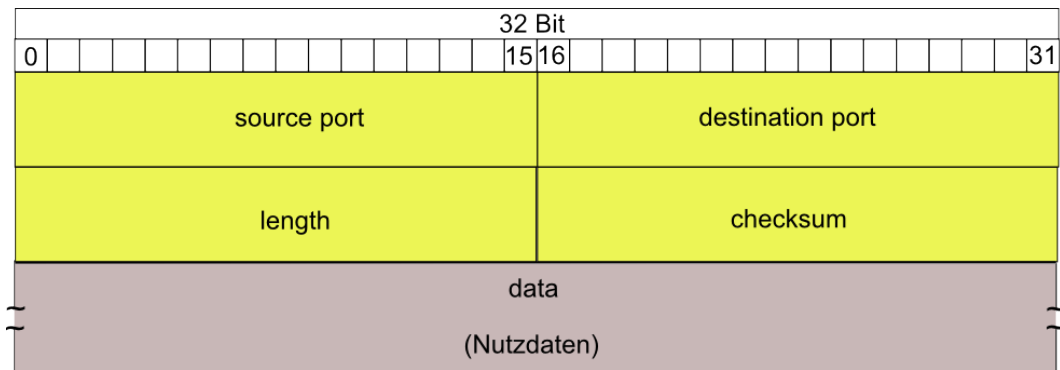 32 Bit
0 15 16 31
source port destination port
length checksum
data
(Nutzdaten)